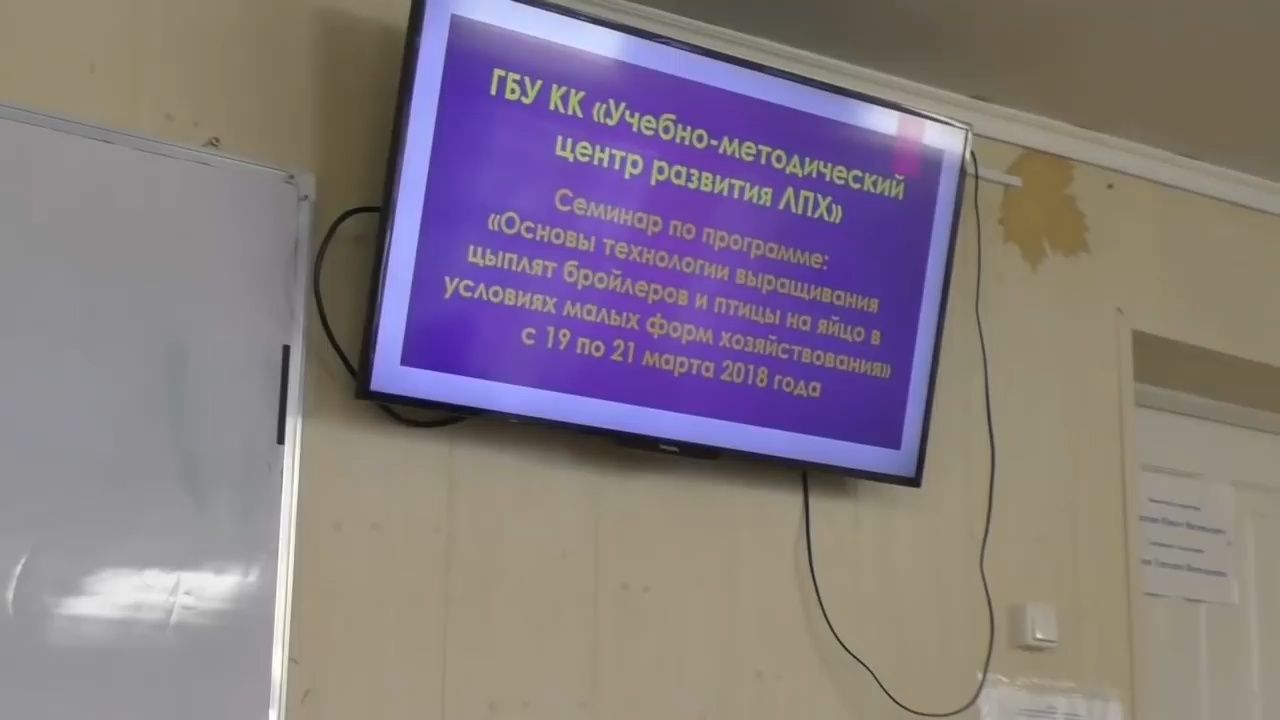 ГБУ КК «Учебно-методический
центр развития ЛПХ»
Семинар по программе:
«Основы технологии выращивания
цыплят бройлеров и птицы на яйцо в
условиях малых форм хозяйствования»
с 19 по 21 марта 2018 года